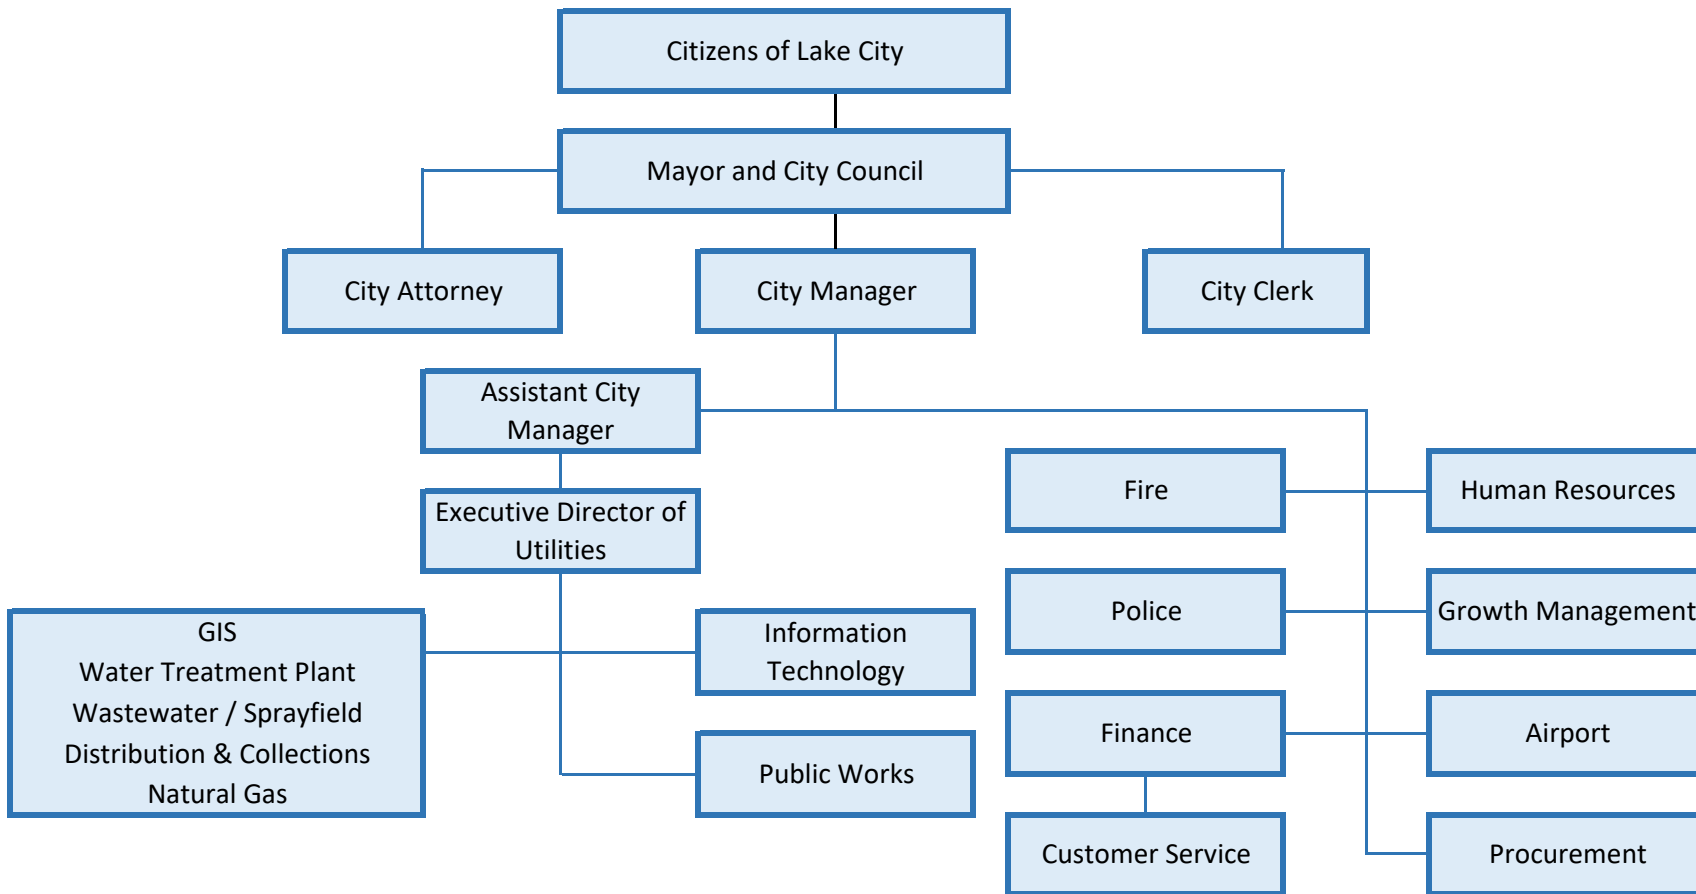 Citizens of Lake City
Mayor and City Council
City Attorney
City Manager
City Clerk
Assistant City
Manager
Executive Director of
Utilities
GIS
Water Treatment Plant
Wastewater / Sprayfield
Distribution & Collections
Natural Gas
Information
Technology
Public Works
Fire
Human Resources
Police
Growth Management
Finance
Airport
Customer Service
Procurement